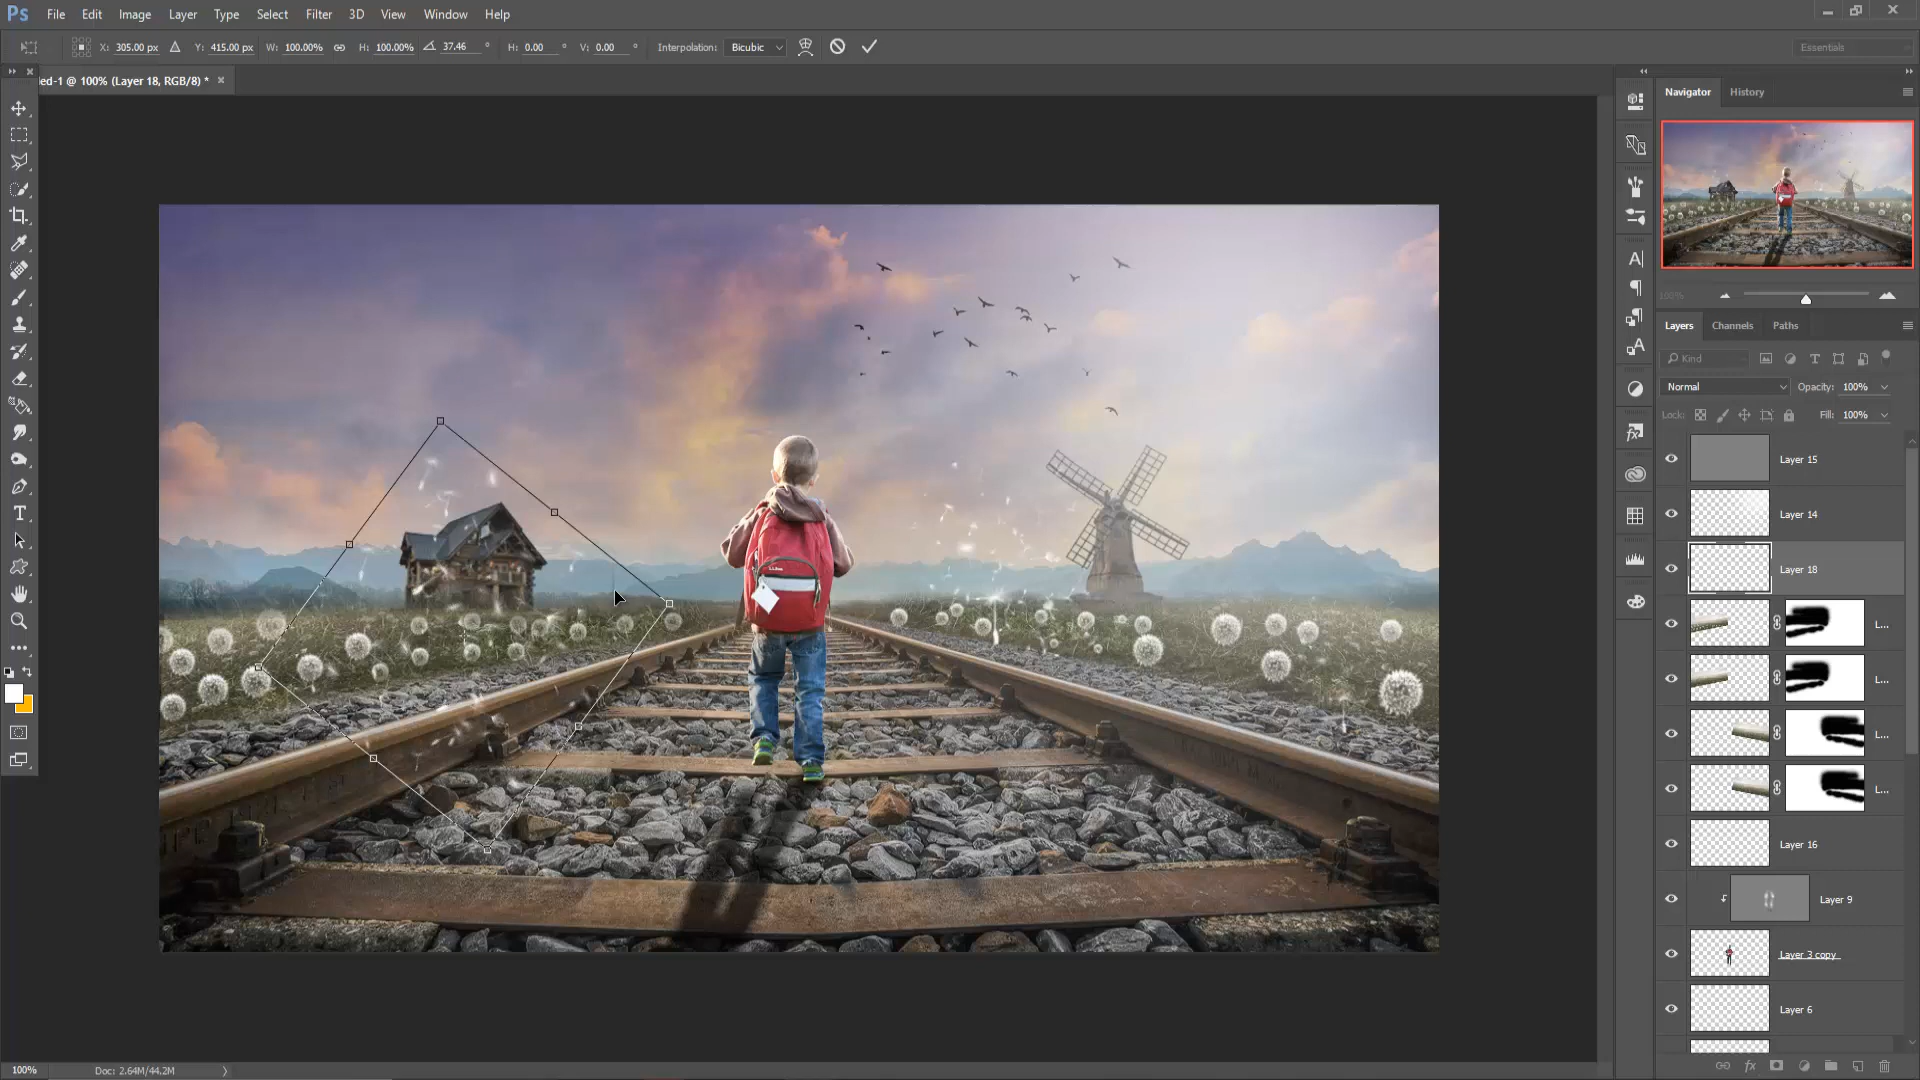 Ps File Edit Image Layer Type Select Filter 3D View Window Help
X: 305.00 px Y: 415.00 px W: 100.00% H: 100.00% 37.46 ° H: 0.00 ° V: 0.00 ° Interpolation: Bicubic Essentials
ed-1 @ 100% (Layer 18, RGB/8) * ×
Navigator History
100%
Layers Channels Paths
Kind
Normal Opacity: 100%
Lock: Fill: 100%
Layer 15
Layer 14
Layer 18
L...
L...
L...
L...
Layer 16
Layer 9
Layer 3 copy
Layer 6
100% Doc: 2.64M/44.2M